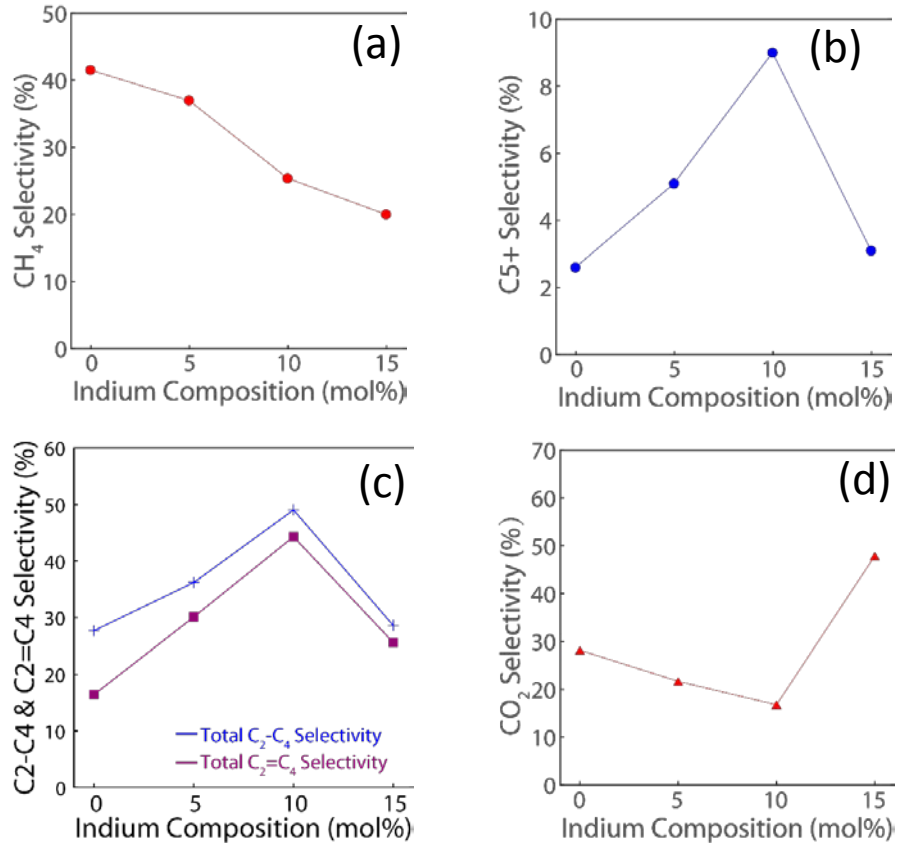 (a)
CH₄ Selectivity (%)
50
40
30
20
10
0
0 5 10 15
Indium Composition (mol%)
(b)
C5+ Selectivity (%)
10
8
6
4
2
0
0 5 10 15
Indium Composition (mol%)
(c)
C2-C4 & C2=C4 Selectivity (%)
60
50
40
30
20
10
0
Total C₂-C₄ Selectivity
Total C₂=C₄ Selectivity
0 5 10 15
Indium Composition (mol%)
(d)
CO₂ Selectivity (%)
70
60
50
40
30
20
10
0
0 5 10 15
Indium Composition (mol%)